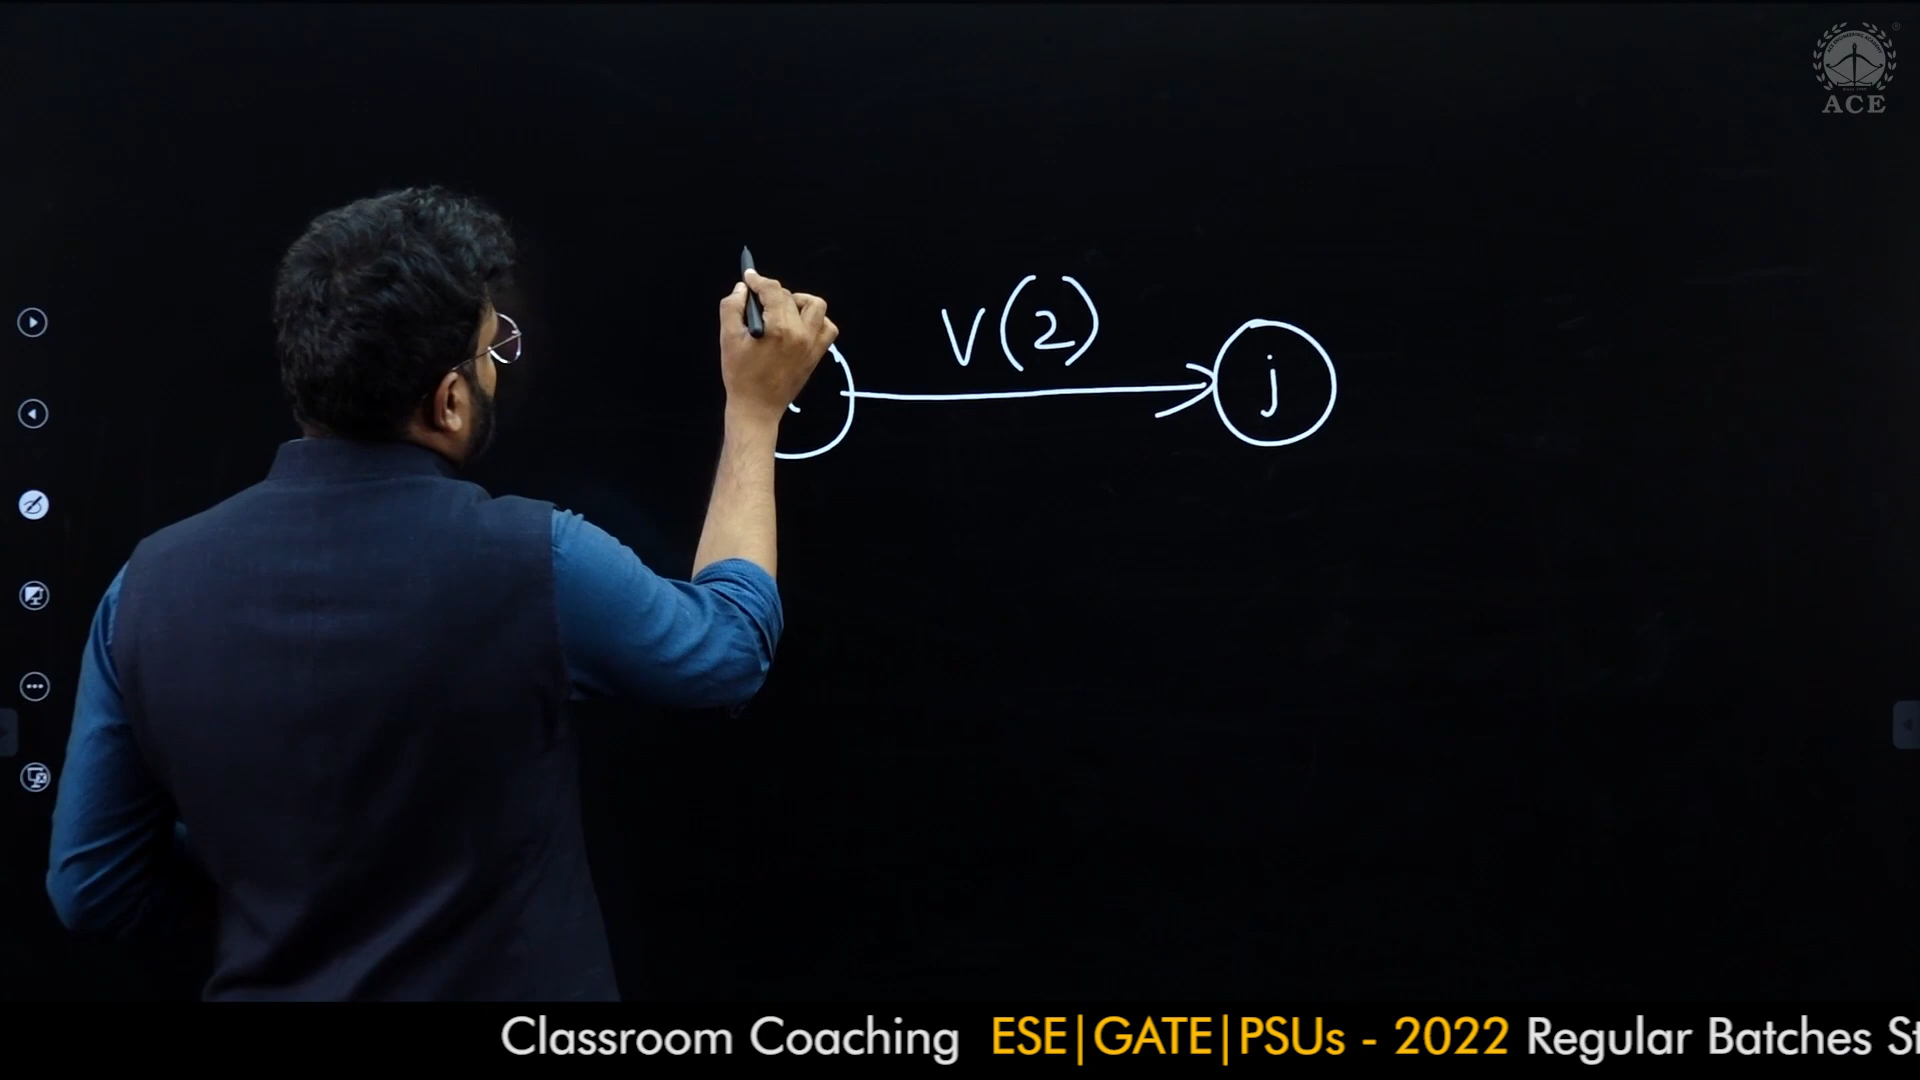 ACE
V(2)
j
Classroom Coaching ESE|GATE|PSUs - 2022 Regular Batches St